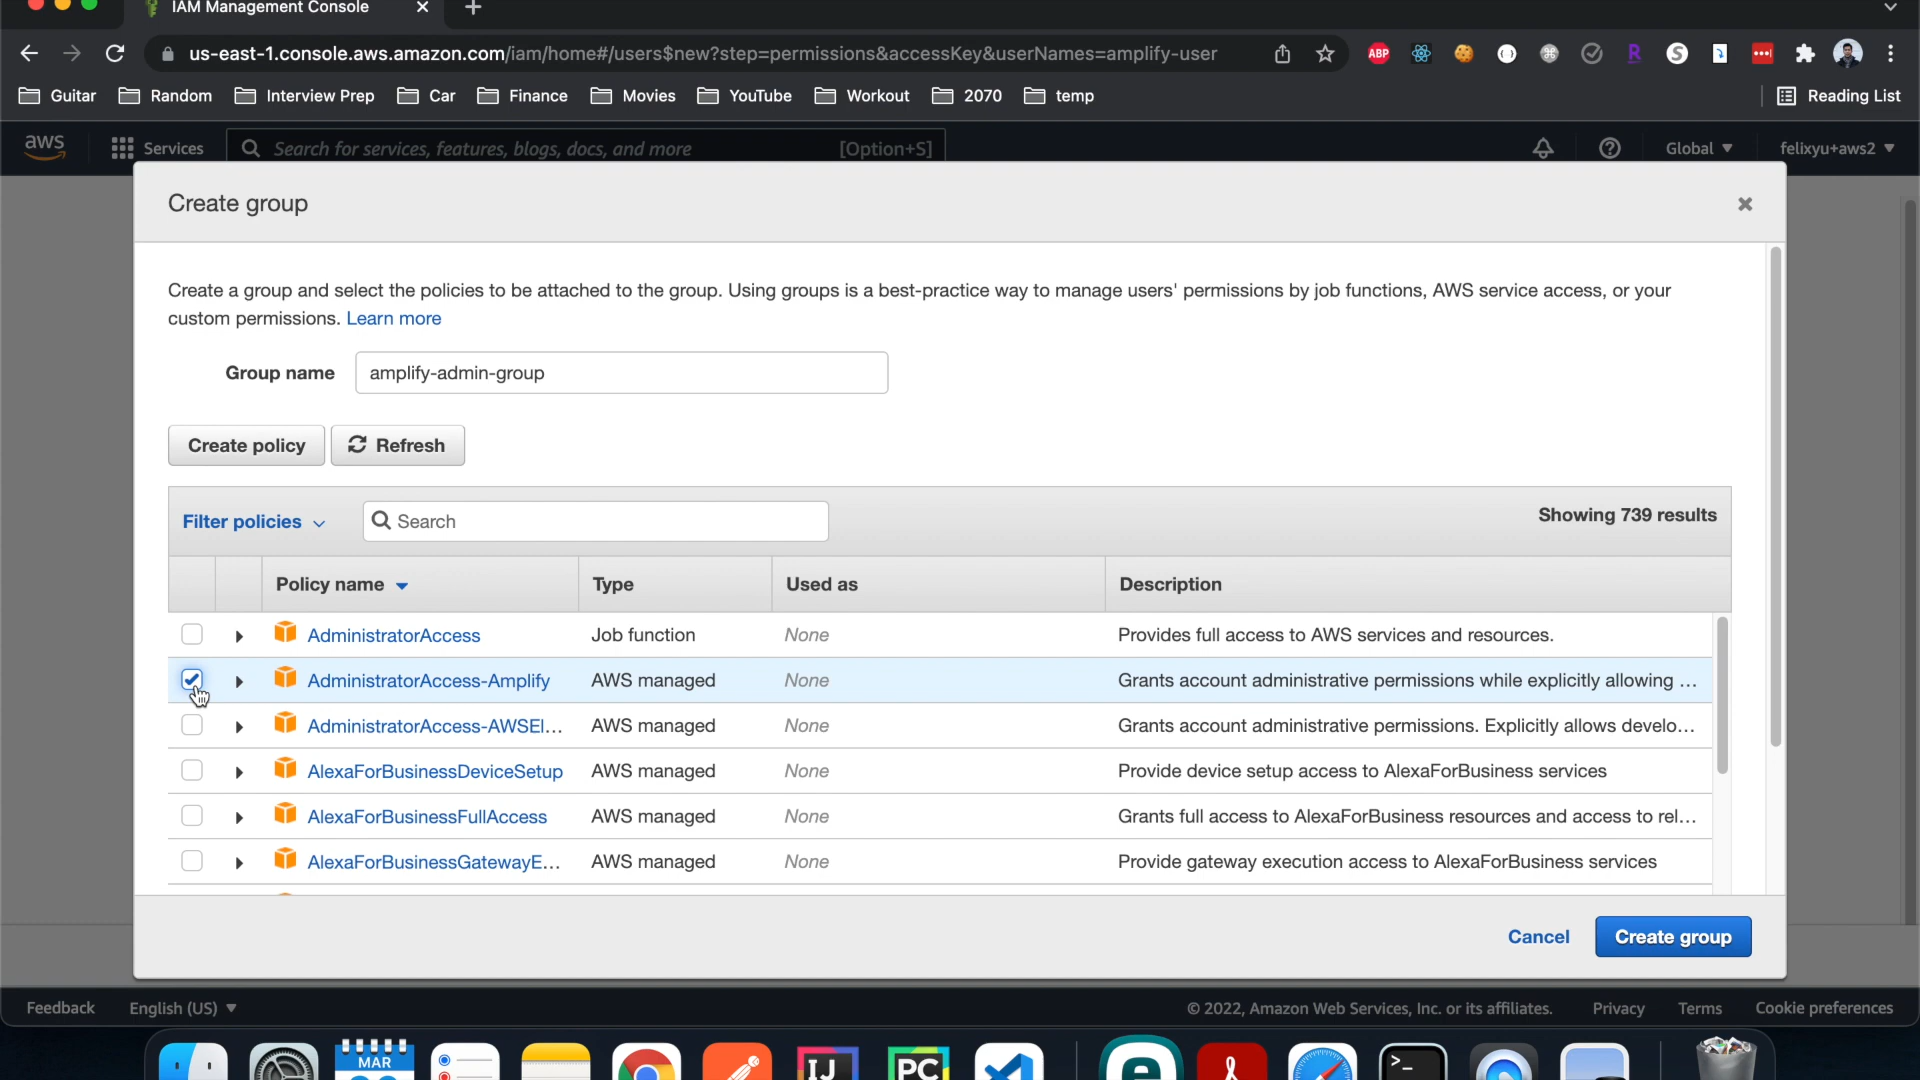 IAM Management Console
us-east-1.console.aws.amazon.com/iam/home#/users$new?step=permissions&accessKey&userNames=amplify-user
ABP
R
S
Guitar
Random
Interview Prep
Car
Finance
Movies
YouTube
Workout
2070
temp
Reading List
aws
Services
Search for services, features, blogs, docs, and more
[Option+S]
Global
felixyu+aws2
Create group
Create a group and select the policies to be attached to the group. Using groups is a best-practice way to manage users' permissions by job functions, AWS service access, or your
custom permissions. Learn more
Group name
amplify-admin-group
Create policy
Refresh
Filter policies
Search
Showing 739 results
Policy name
Type
Used as
Description
AdministratorAccess
Job function
None
Provides full access to AWS services and resources.
AdministratorAccess-Amplify
AWS managed
None
Grants account administrative permissions while explicitly allowing ...
AdministratorAccess-AWSEl...
AWS managed
None
Grants account administrative permissions. Explicitly allows develo...
AlexaForBusinessDeviceSetup
AWS managed
None
Provide device setup access to AlexaForBusiness services
AlexaForBusinessFullAccess
AWS managed
None
Grants full access to AlexaForBusiness resources and access to rel...
AlexaForBusinessGatewayE...
AWS managed
None
Provide gateway execution access to AlexaForBusiness services
Cancel
Create group
Feedback
English (US)
© 2022, Amazon Web Services, Inc. or its affiliates.
Privacy
Terms
Cookie preferences
MAR
IJ
PC